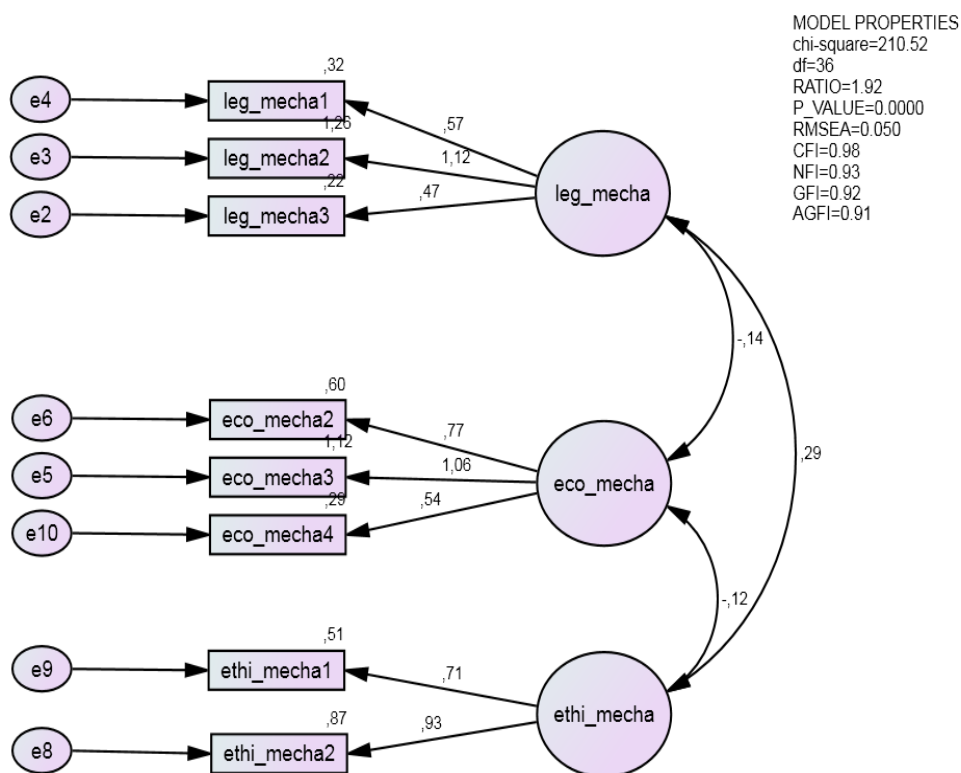 MODEL PROPERTIES
chi-square=210.52
df=36
RATIO=1.92
P_VALUE=0.0000
RMSEA=0.050
CFI=0.98
NFI=0.93
GFI=0.92
AGFI=0.91
,32
e4 leg_mecha1 ,57
1,26
e3 leg_mecha2 1,12
leg_mecha
,22
e2 leg_mecha3 ,47
-,14
,29
,60
e6 eco_mecha2 ,77
1,12
e5 eco_mecha3 1,06
eco_mecha
,29
e10 eco_mecha4 ,54
-,12
,51
e9 ethi_mecha1 ,71
ethi_mecha
,87
e8 ethi_mecha2 ,93